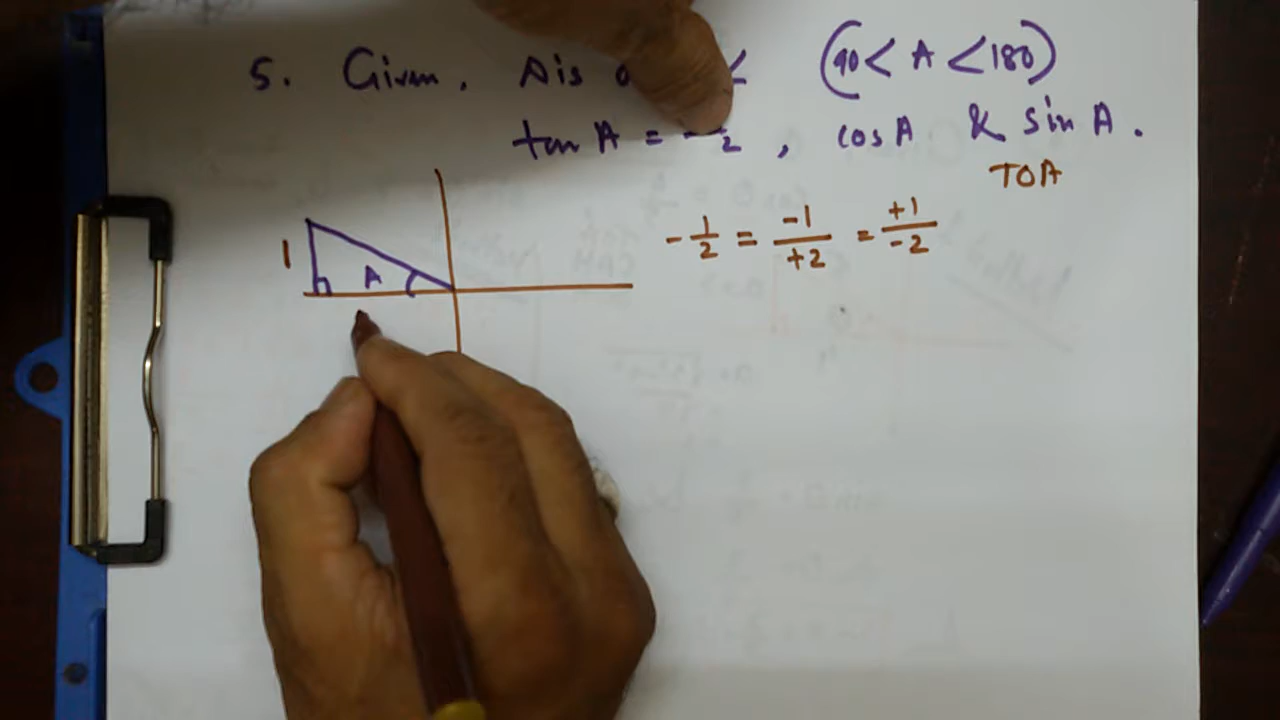 5. Given, A is < (90 < A < 180)
tan A = - /2, cos A & sin A.
TOA
-1/2 = -1/+2 = +1/-2
1
A